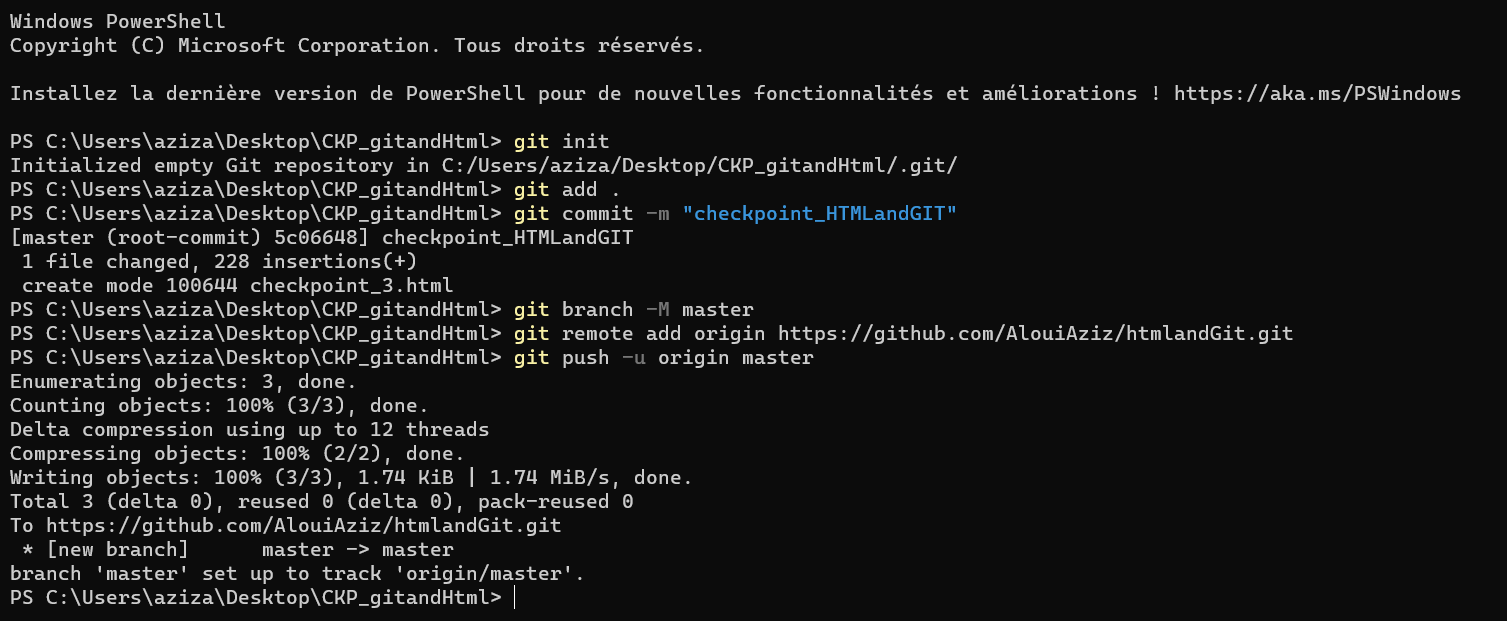 Windows PowerShell
Copyright (C) Microsoft Corporation. Tous droits réservés.
Installez la dernière version de PowerShell pour de nouvelles fonctionnalités et améliorations ! https://aka.ms/PSWindows
PS C:\Users\aziza\Desktop\CKP_gitandHtml> git init
Initialized empty Git repository in C:/Users/aziza/Desktop/CKP_gitandHtml/.git/
PS C:\Users\aziza\Desktop\CKP_gitandHtml> git add .
PS C:\Users\aziza\Desktop\CKP_gitandHtml> git commit -m "checkpoint_HTMLandGIT"
[master (root-commit) 5c06648] checkpoint_HTMLandGIT
 1 file changed, 228 insertions(+)
 create mode 100644 checkpoint_3.html
PS C:\Users\aziza\Desktop\CKP_gitandHtml> git branch -M master
PS C:\Users\aziza\Desktop\CKP_gitandHtml> git remote add origin https://github.com/AlouiAziz/htmlandGit.git
PS C:\Users\aziza\Desktop\CKP_gitandHtml> git push -u origin master
Enumerating objects: 3, done.
Counting objects: 100% (3/3), done.
Delta compression using up to 12 threads
Compressing objects: 100% (2/2), done.
Writing objects: 100% (3/3), 1.74 KiB | 1.74 MiB/s, done.
Total 3 (delta 0), reused 0 (delta 0), pack-reused 0
To https://github.com/AlouiAziz/htmlandGit.git
 * [new branch]      master -> master
branch 'master' set up to track 'origin/master'.
PS C:\Users\aziza\Desktop\CKP_gitandHtml>